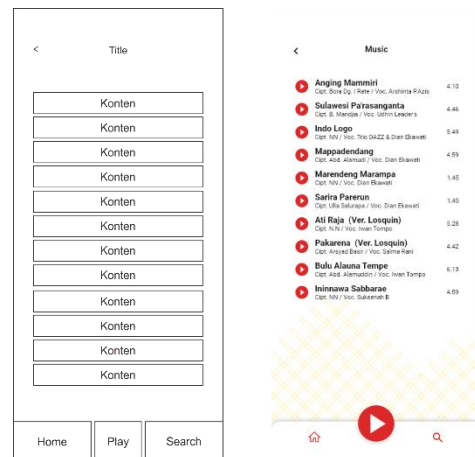 < Title
Konten
Konten
Konten
Konten
Konten
Konten
Konten
Konten
Konten
Konten
Konten
Konten
Home Play Search
Music
Anging Mammiri 4.10
Cipt. Bora Dg. I Rate / Voc. Arshinta P.Azis
Sulawesi Pa'rasanganta 4.46
Cipt. B. Mandjia / Voc. Udhin Leader's
Indo Logo 5.49
Cipt. NN / Voc. Trio DAZZ & Dian Ekawati
Mappadendang 4.59
Cipt. Abd. Alamudi / Voc. Dian Ekawati
Marendeng Marampa 1.45
Cipt. NN / Voc. Dian Ekawati
Sarira Parerun 1.45
Cipt. Ulia Salurapa / Voc. Dian Ekawati
Ati Raja (Ver. Losquin) 5.28
Cipt. N.N / Voc. Iwan Tompo
Pakarena (Ver. Losquin) 4.42
Cipt. Arsyad Basir / Voc. Selma Rani
Bulu Alauna Tempe 6.13
Cipt. Abd. Alamuddin / Voc. Iwan Tompo
Ininnawa Sabbarae 4.59
Cipt. NN / Voc. Sukaenah B